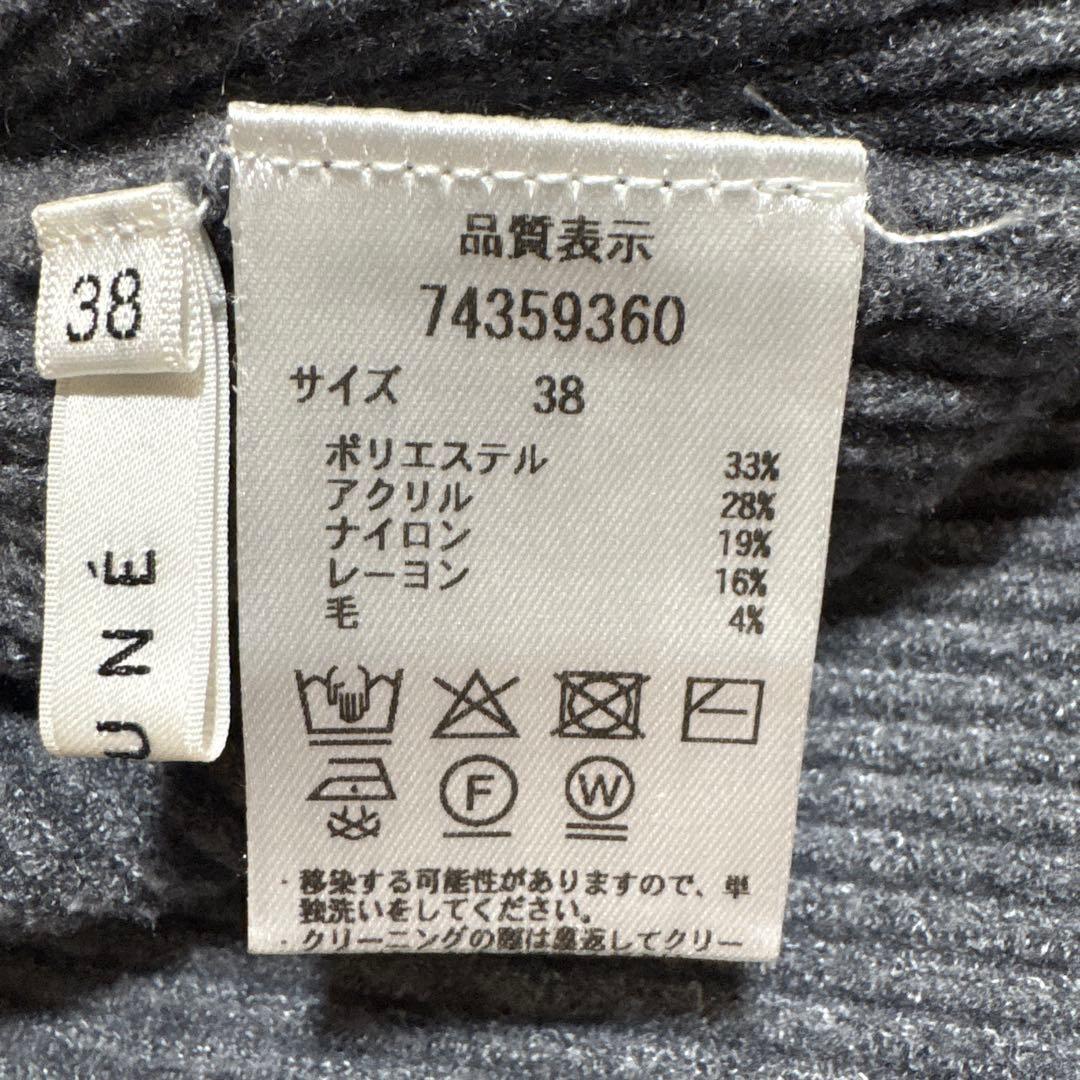 38
UNÉ
品質表示
74359360
サイズ 38
ポリエステル 33%
アクリル 28%
ナイロン 19%
レーヨン 16%
毛 4%
F W
・移染する可能性がありますので、単
独洗いをしてください。
・クリーニングの際は裏返してクリー